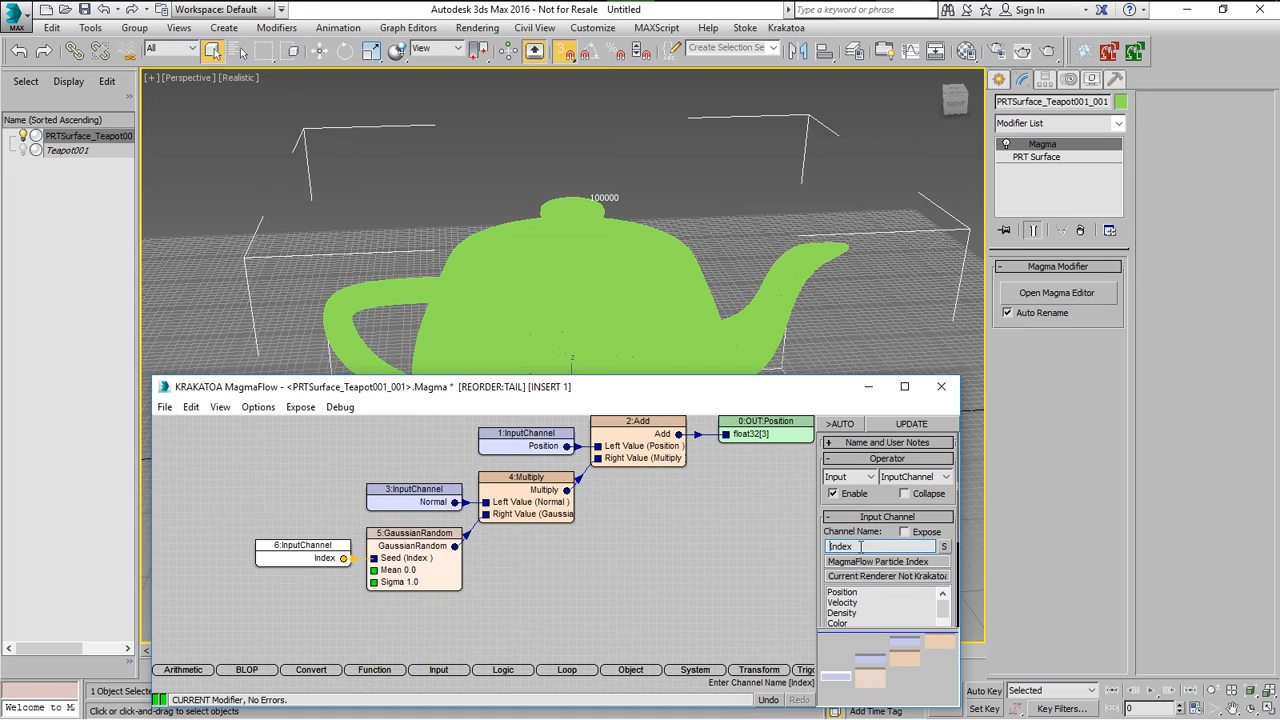 Workspace: Default
Autodesk 3ds Max 2016 - Not for Resale   Untitled
Type a keyword or phrase
Sign In
MAX
Edit Tools Group Views Create Modifiers Animation Graph Editors Rendering Civil View Customize MAXScript Help Stoke Krakatoa
All
View
Create Selection Se
Select Display Edit
[+] [Perspective] [Realistic]
Name (Sorted Ascending)
PRTSurface_Teapot00
Teapot001
100000
FRONT
PRTSurface_Teapot001_001
Modifier List
Magma
PRT Surface
Magma Modifier
Open Magma Editor
Auto Rename
KRAKATOA MagmaFlow - <PRTSurface_Teapot001_001>.Magma * [REORDER:TAIL] [INSERT 1]
File Edit View Options Expose Debug
2:Add
Add
Left Value (Position )
Right Value (Multiply
0:OUT:Position
float32[3]
1:InputChannel
Position
4:Multiply
Multiply
Left Value (Normal )
Right Value (Gaussia
3:InputChannel
Normal
5:GaussianRandom
GaussianRandom
Seed (Index )
Mean 0.0
Sigma 1.0
6:InputChannel
Index
>AUTO UPDATE
+ Name and User Notes
- Operator
Input InputChannel
Enable Collapse
- Input Channel
Channel Name: Expose
Index S
MagmaFlow Particle Index
Current Renderer Not Krakatoa
Position
Velocity
Density
Color
Arithmetic BLOP Convert Function Input Logic Loop Object System Transform Trig
Enter Channel Name [Index]
CURRENT Modifier, No Errors.
Undo Redo
1 Object Selected
Welcome to M
Click or click-and-drag to select objects
Add Time Tag
Auto Key Selected
Set Key Key Filters...
0